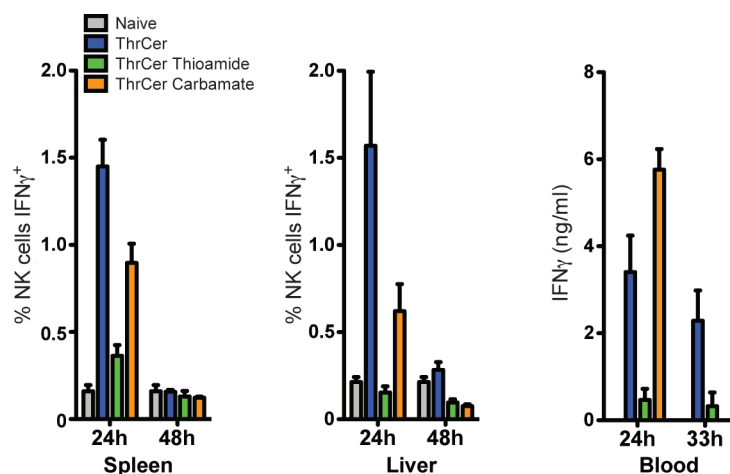 Naive
ThrCer
ThrCer Thioamide
ThrCer Carbamate
% NK cells IFNγ+
2.0
1.5
1.0
0.5
0
24h 48h
Spleen
% NK cells IFNγ+
2.0
1.5
1.0
0.5
0
24h 48h
Liver
IFNγ (ng/ml)
8
6
4
2
0
24h 33h
Blood